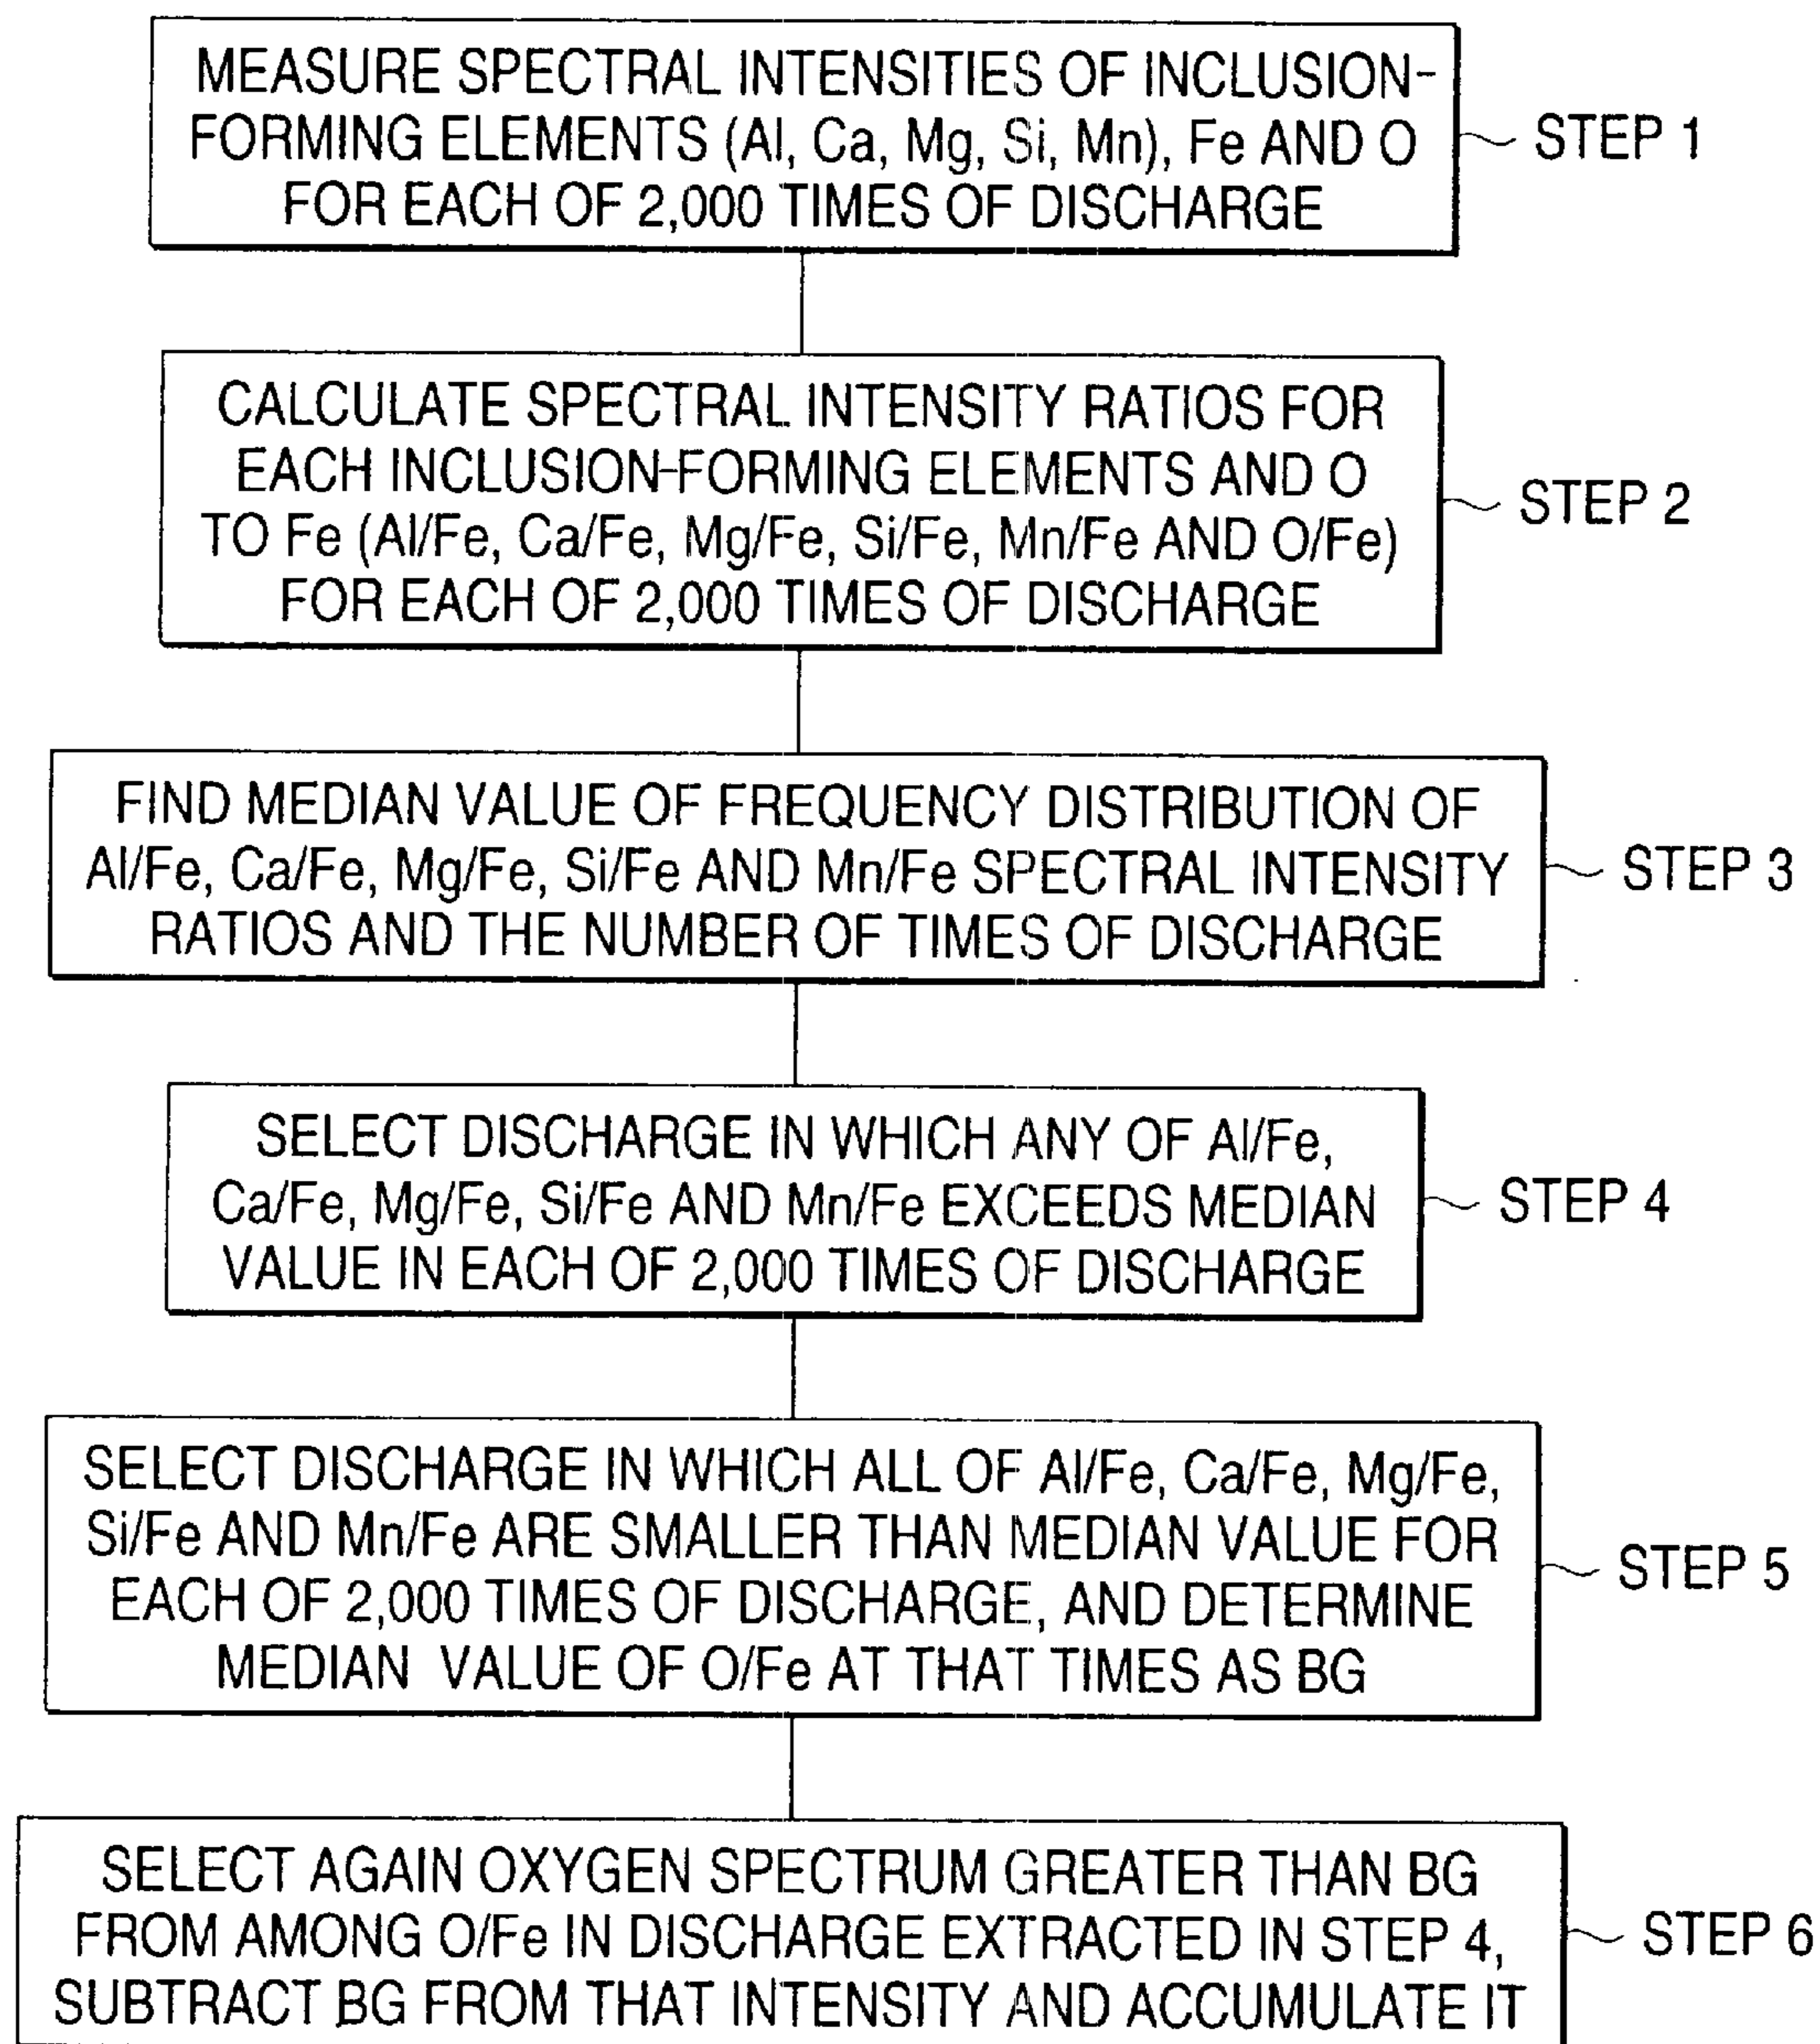 MEASURE SPECTRAL INTENSITIES OF INCLUSION-
FORMING ELEMENTS (Al, Ca, Mg, Si, Mn), Fe AND O
FOR EACH OF 2,000 TIMES OF DISCHARGE
STEP 1
CALCULATE SPECTRAL INTENSITY RATIOS FOR
EACH INCLUSION-FORMING ELEMENTS AND O
TO Fe (Al/Fe, Ca/Fe, Mg/Fe, Si/Fe, Mn/Fe AND O/Fe)
FOR EACH OF 2,000 TIMES OF DISCHARGE
STEP 2
FIND MEDIAN VALUE OF FREQUENCY DISTRIBUTION OF
Al/Fe, Ca/Fe, Mg/Fe, Si/Fe AND Mn/Fe SPECTRAL INTENSITY
RATIOS AND THE NUMBER OF TIMES OF DISCHARGE
STEP 3
SELECT DISCHARGE IN WHICH ANY OF Al/Fe,
Ca/Fe, Mg/Fe, Si/Fe AND Mn/Fe EXCEEDS MEDIAN
VALUE IN EACH OF 2,000 TIMES OF DISCHARGE
STEP 4
SELECT DISCHARGE IN WHICH ALL OF Al/Fe, Ca/Fe, Mg/Fe,
Si/Fe AND Mn/Fe ARE SMALLER THAN MEDIAN VALUE FOR
EACH OF 2,000 TIMES OF DISCHARGE, AND DETERMINE
MEDIAN VALUE OF O/Fe AT THAT TIMES AS BG
STEP 5
SELECT AGAIN OXYGEN SPECTRUM GREATER THAN BG
FROM AMONG O/Fe IN DISCHARGE EXTRACTED IN STEP 4,
SUBTRACT BG FROM THAT INTENSITY AND ACCUMULATE IT
STEP 6